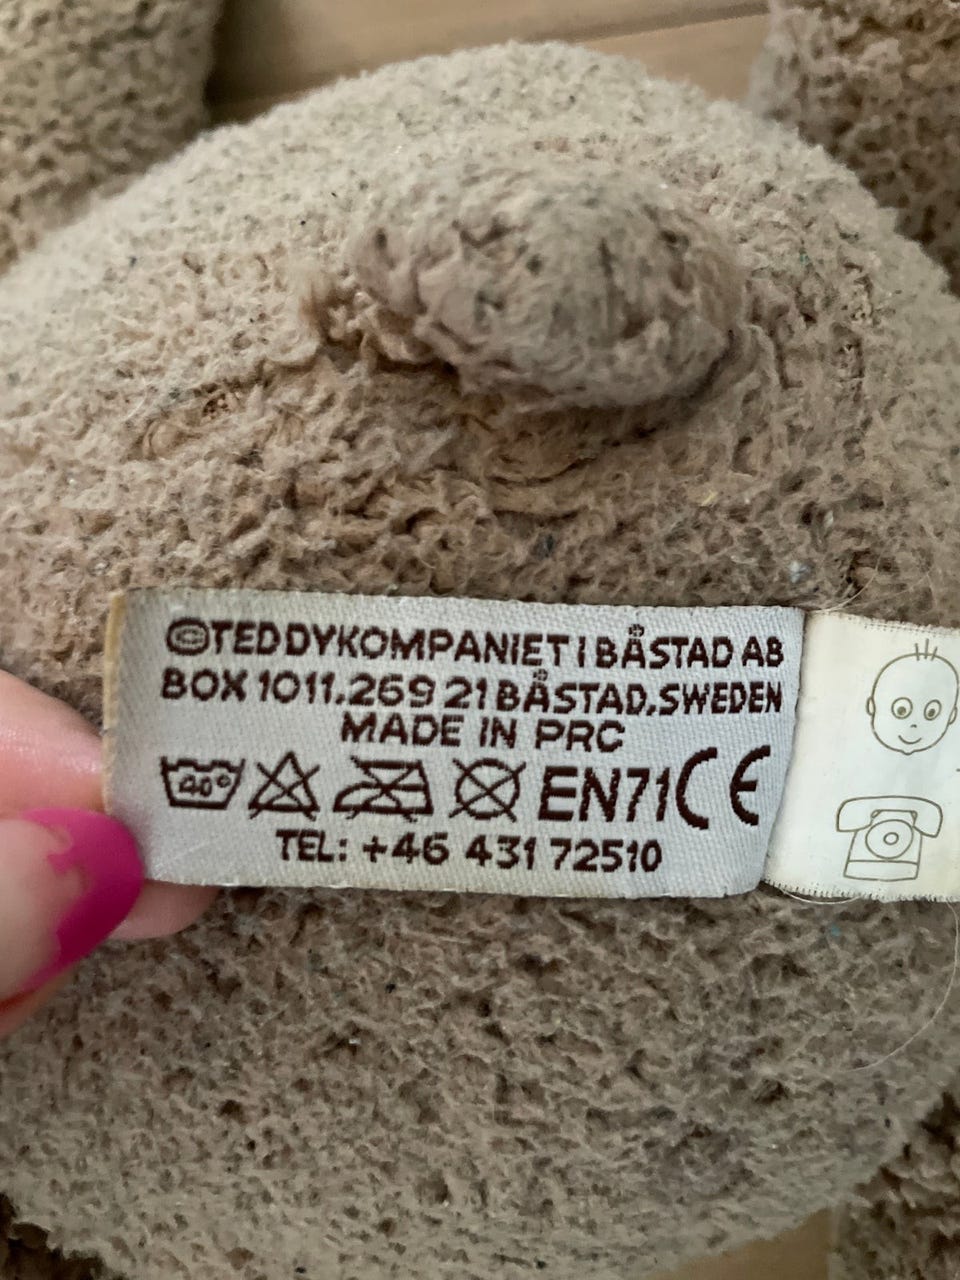 ©TEDDYKOMPANIET I BÅSTAD AB
BOX 1011.269 21 BÅSTAD.SWEDEN
MADE IN PRC
40° EN71 CE
TEL: +46 431 72510